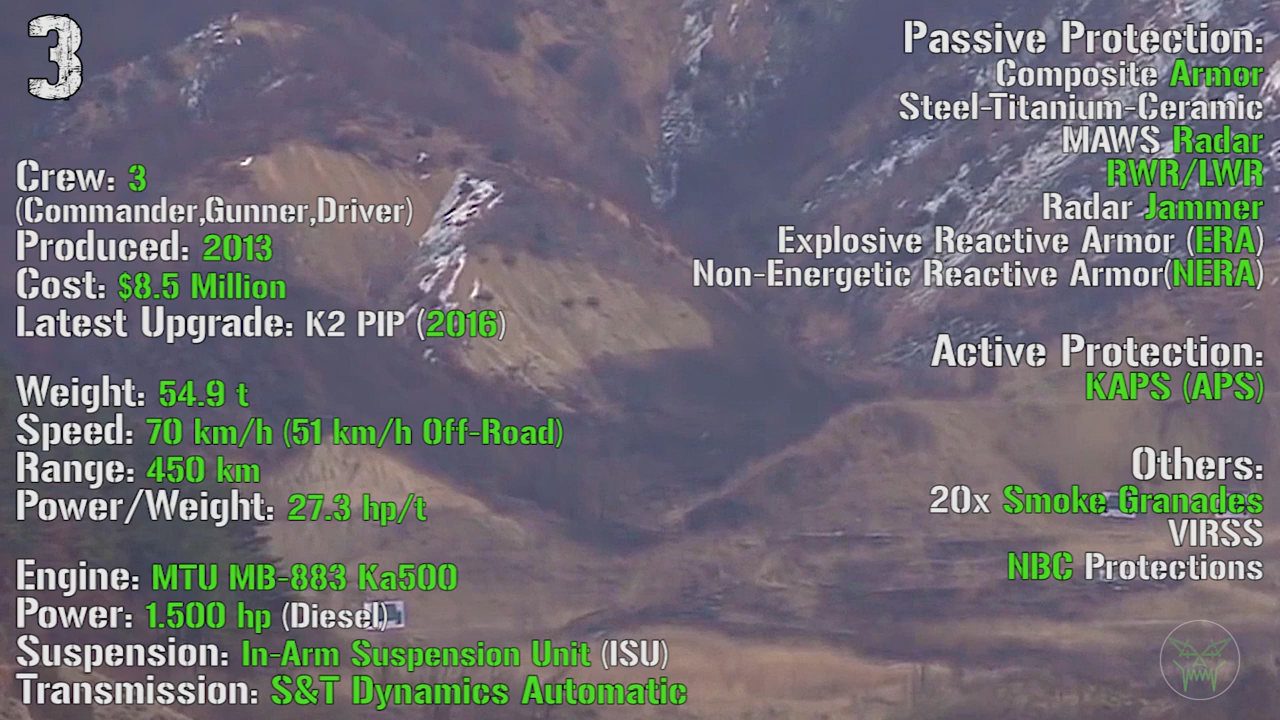 3
Crew: 3
(Commander,Gunner,Driver)
Produced: 2013
Cost: $8.5 Million
Latest Upgrade: K2 PIP (2016)
Weight: 54.9 t
Speed: 70 km/h (51 km/h Off-Road)
Range: 450 km
Power/Weight: 27.3 hp/t
Engine: MTU MB-883 Ka500
Power: 1.500 hp (Diesel)
Suspension: In-Arm Suspension Unit (ISU)
Transmission: S&T Dynamics Automatic
Passive Protection:
Composite Armor
Steel-Titanium-Ceramic
MAWS Radar
RWR/LWR
Radar Jammer
Explosive Reactive Armor (ERA)
Non-Energetic Reactive Armor(NERA)
Active Protection:
KAPS (APS)
Others:
20x Smoke Granades
VIRSS
NBC Protections